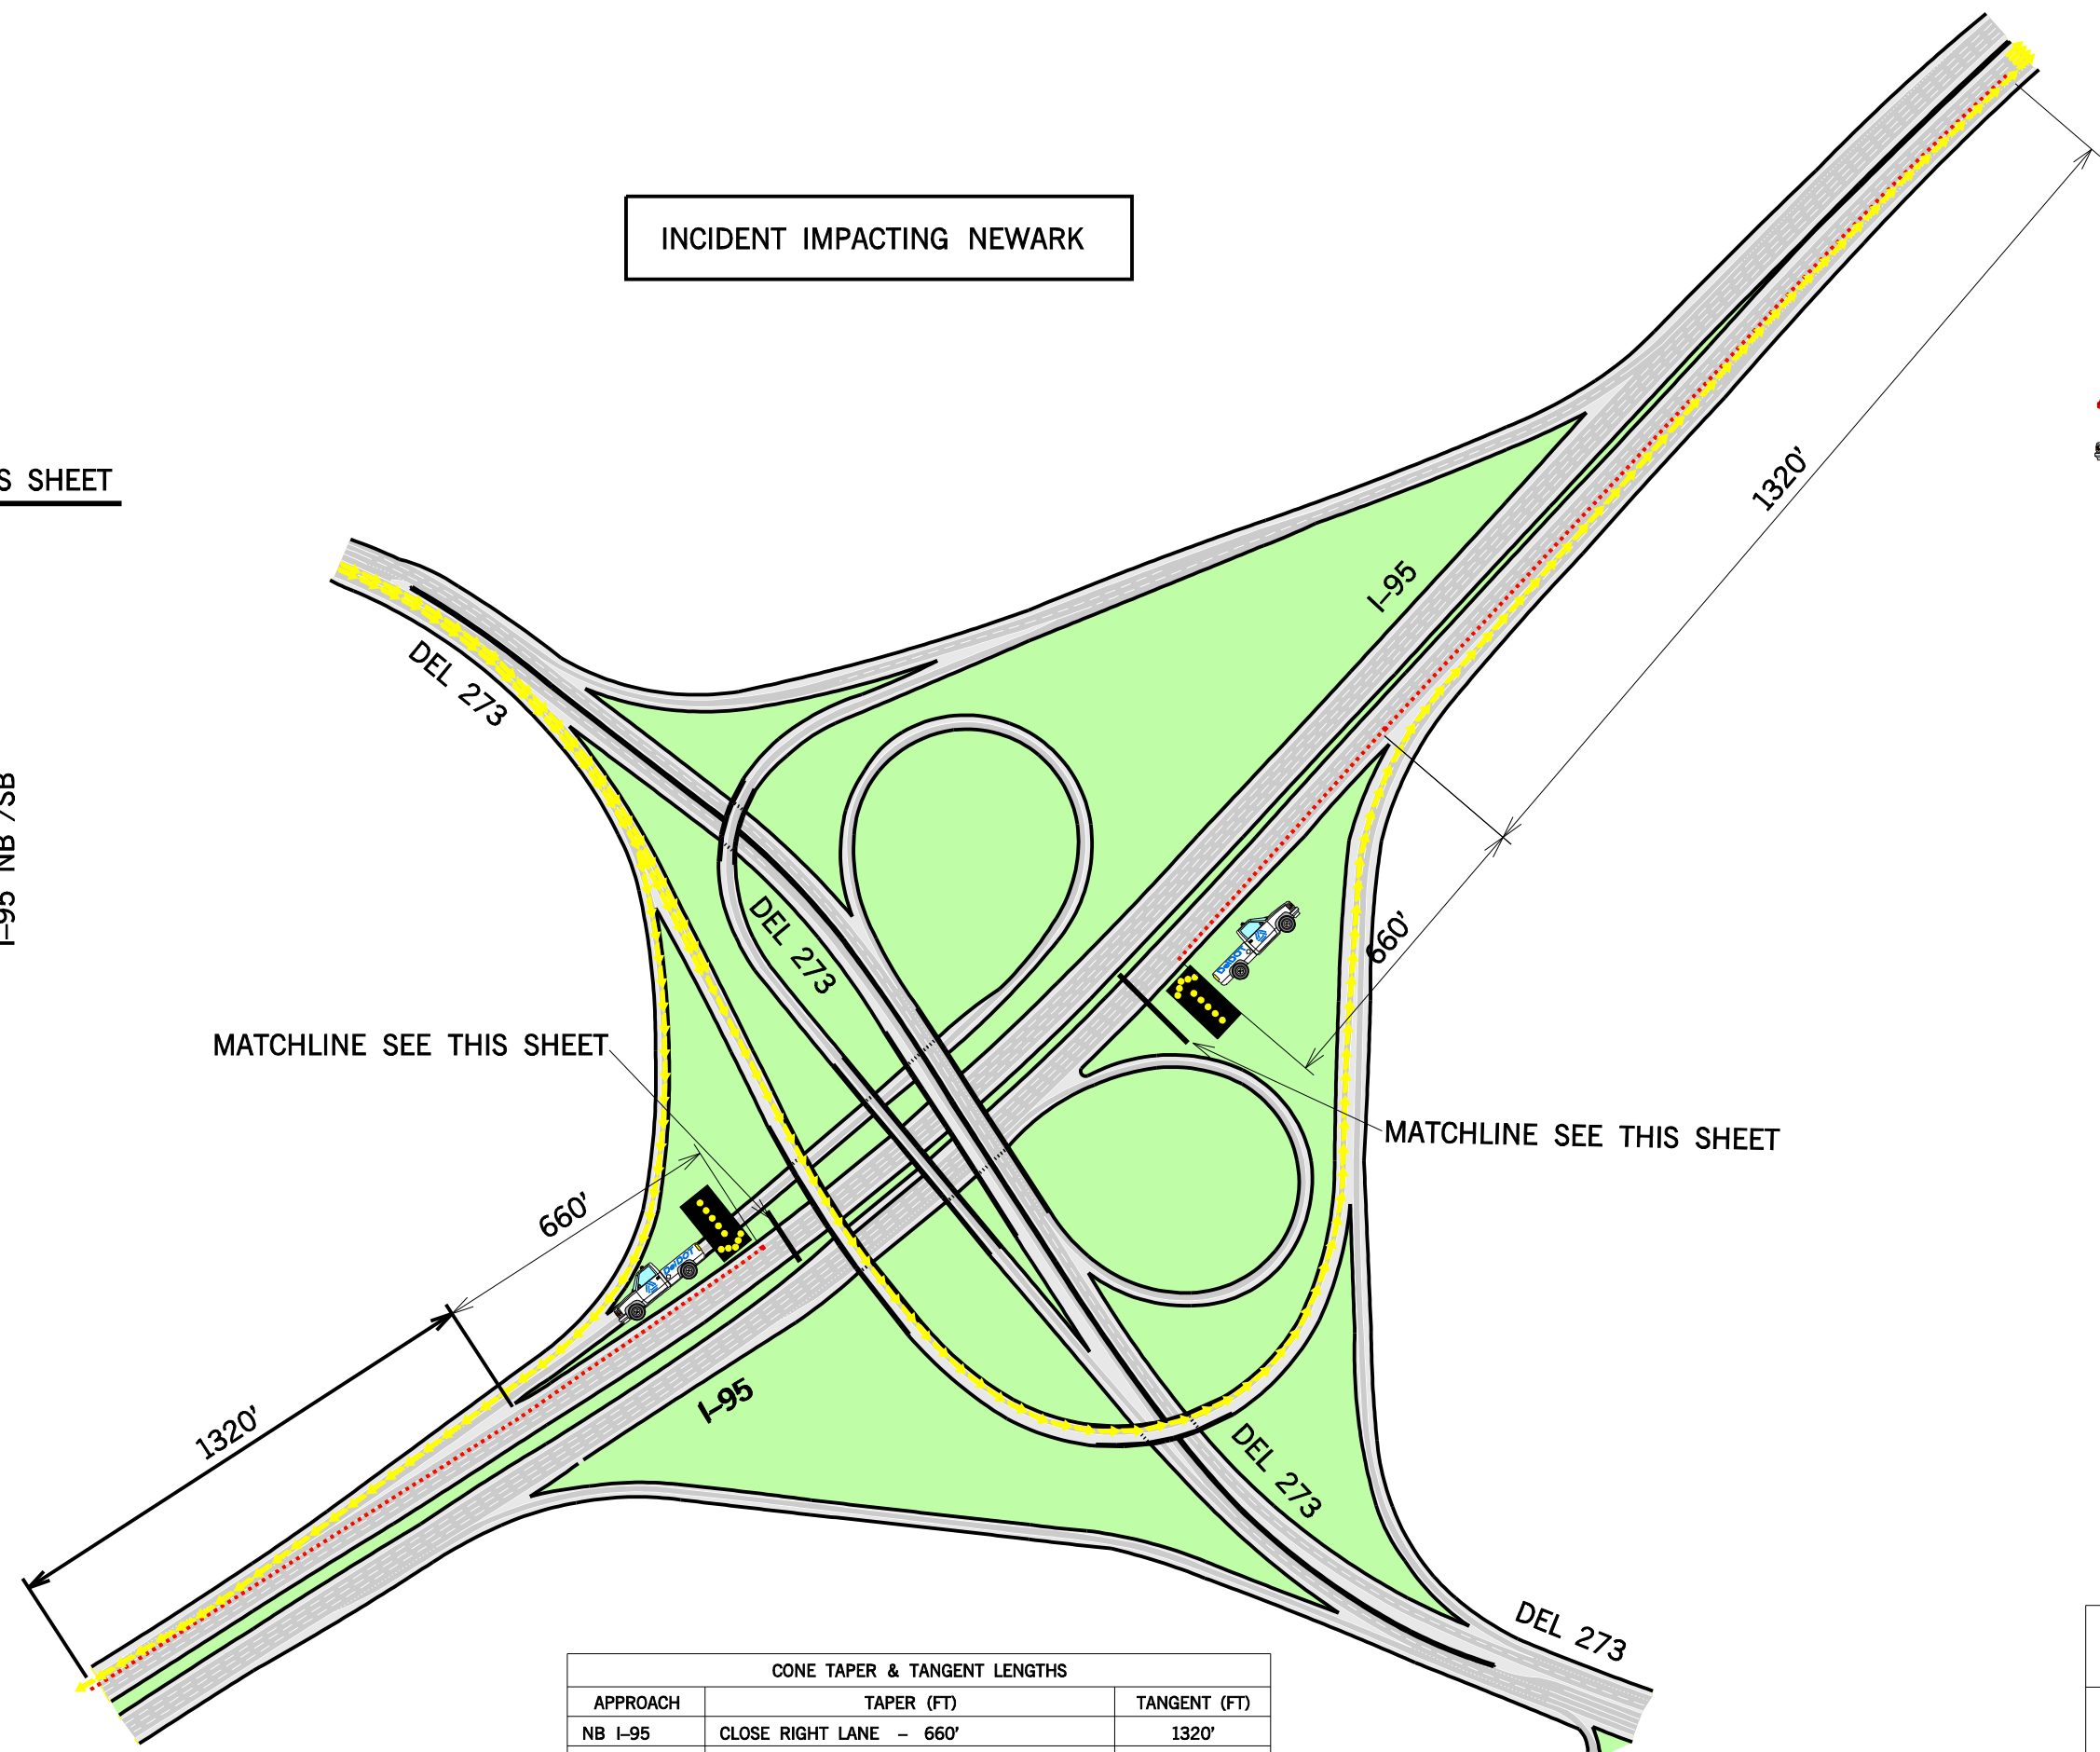 INCIDENT IMPACTING NEWARK
S SHEET
1320'
I-95
DEL 273
I-95 NB /SB
DEL 273
DelDOT
660'
MATCHLINE SEE THIS SHEET
MATCHLINE SEE THIS SHEET
660'
DelDOT
I-95
1320'
DEL 273
DEL 273
CONE TAPER & TANGENT LENGTHS
APPROACH TAPER (FT) TANGENT (FT)
NB I-95 CLOSE RIGHT LANE - 660' 1320'